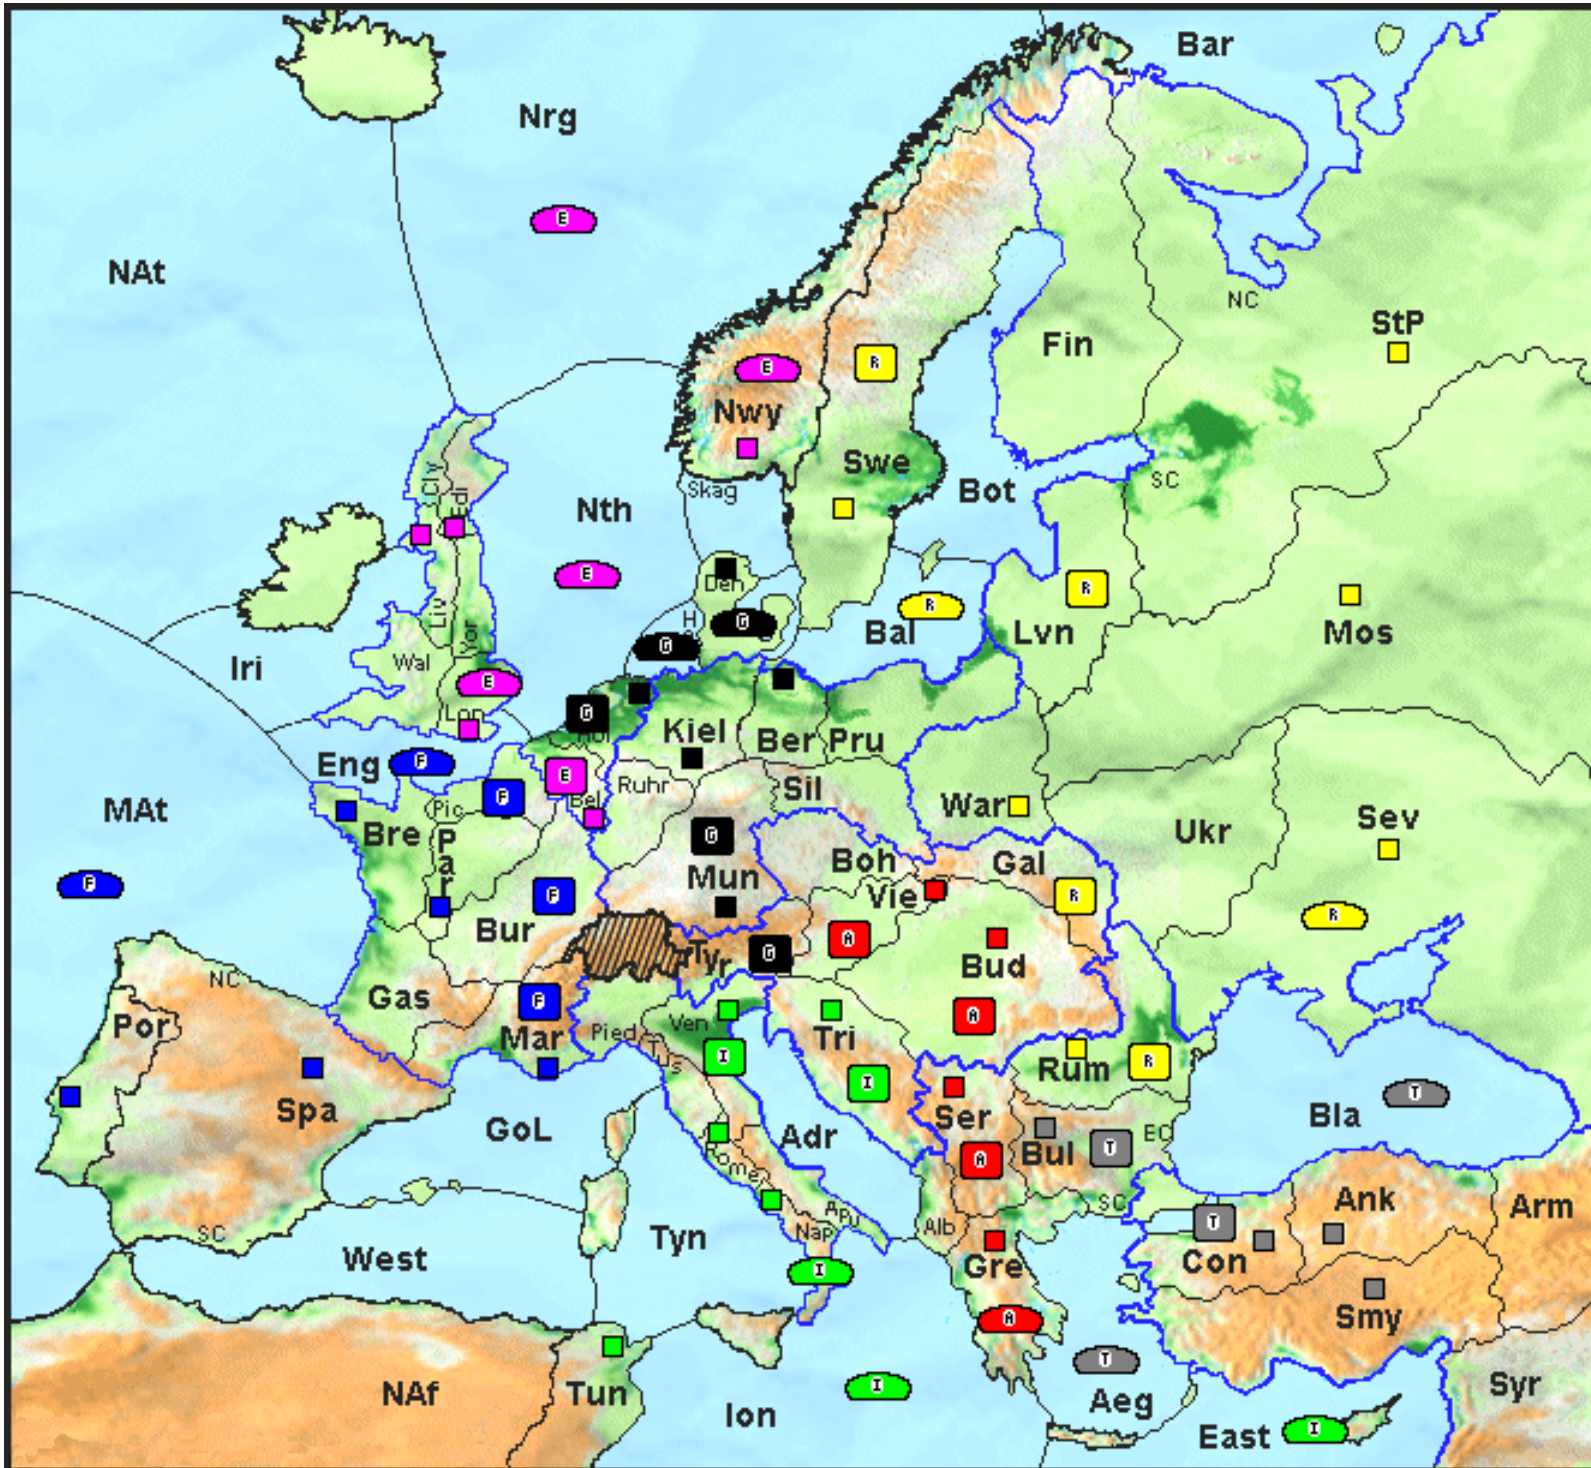 Bar
Nrg
E
NAt
NC
StP
Fin
E
R
Nwy
Cly
Edi
Swe
SC
Skag
Bot
Nth
E
Den
R
R
Mos
H
G
Bal
Lvn
Liv
Yor
G
Iri
Wal
E
Lon
G
Hol
Kiel
Ber
Pru
Eng
F
E
Ruhr
Sil
F
Bel
MAt
Pic
War
Sev
Bre
Par
G
Ukr
Boh
Gal
F
F
Mun
Vie
R
R
Bur
A
NC
Tyr
G
Bud
Gas
F
A
Por
Mar
Pied
Ven
Tri
Tus
I
Rum
R
I
Spa
Ser
T
Bla
GoL
Adr
EC
Bul
T
Rome
A
Ank
SC
Arm
Apu
Alb
SC
Nap
T
Tyn
West
Con
Gre
I
A
Smy
T
NAf
Tun
I
Syr
Aeg
Ion
East
I